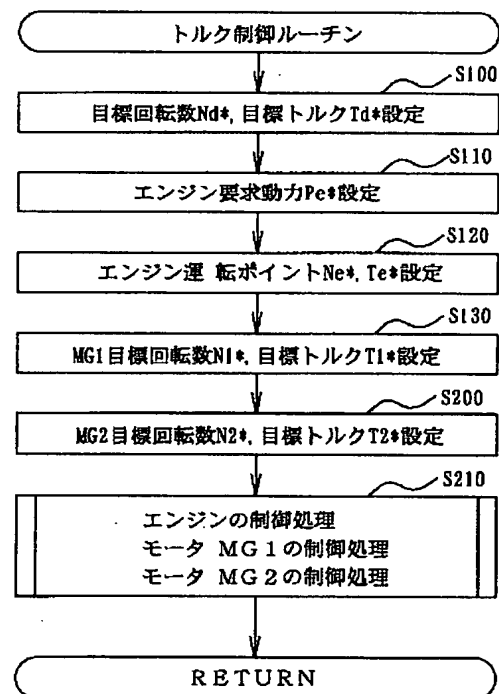 トルク制御ルーチン
S100
目標回転数Nd*,目標トルクTd*設定
S110
エンジン要求動力Pe*設定
S120
エンジン運 転ポイントNe*,Te*設定
S130
MG1目標回転数N1*,目標トルクT1*設定
S200
MG2目標回転数N2*,目標トルクT2*設定
S210
エンジンの制御処理
モータ MG1の制御処理
モータ MG2の制御処理
RETURN